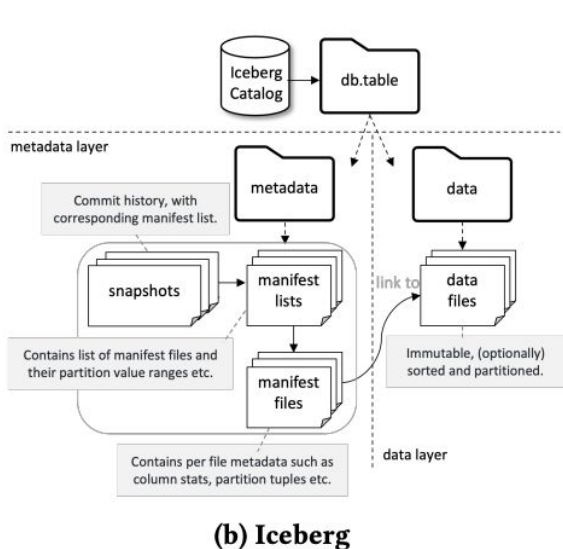 Iceberg
Catalog
db.table
metadata layer
metadata
data
Commit history, with
corresponding manifest list.
snapshots
manifest
lists
link to
data
files
Contains list of manifest files and
their partition value ranges etc.
Immutable, (optionally)
sorted and partitioned.
manifest
files
Contains per file metadata such as
column stats, partition tuples etc.
data layer
(b) Iceberg